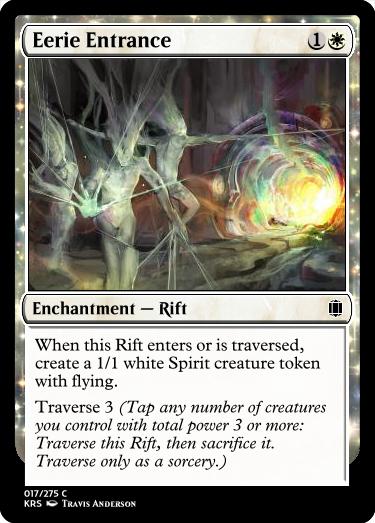 Eerie Entrance 1
Enchantment — Rift
When this Rift enters or is traversed,
create a 1/1 white Spirit creature token
with flying.
Traverse 3 (Tap any number of creatures
you control with total power 3 or more:
Traverse this Rift, then sacrifice it.
Traverse only as a sorcery.)
017/275 C
KRS Travis Anderson